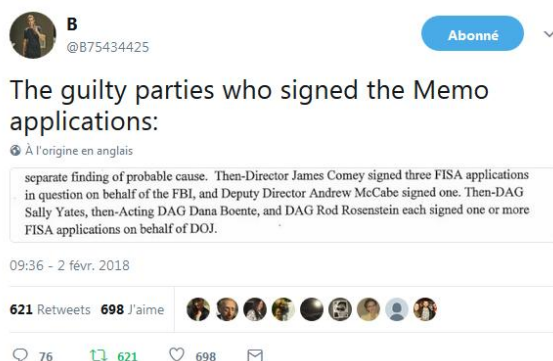 B
@B75434425
Abonné
The guilty parties who signed the Memo
applications:
À l'origine en anglais
separate finding of probable cause. Then-Director James Comey signed three FISA applications
in question on behalf of the FBI, and Deputy Director Andrew McCabe signed one. Then-DAG
Sally Yates, then-Acting DAG Dana Boente, and DAG Rod Rosenstein each signed one or more
FISA applications on behalf of DOJ.
09:36 - 2 févr. 2018
621 Retweets 698 J'aime
76 621 698